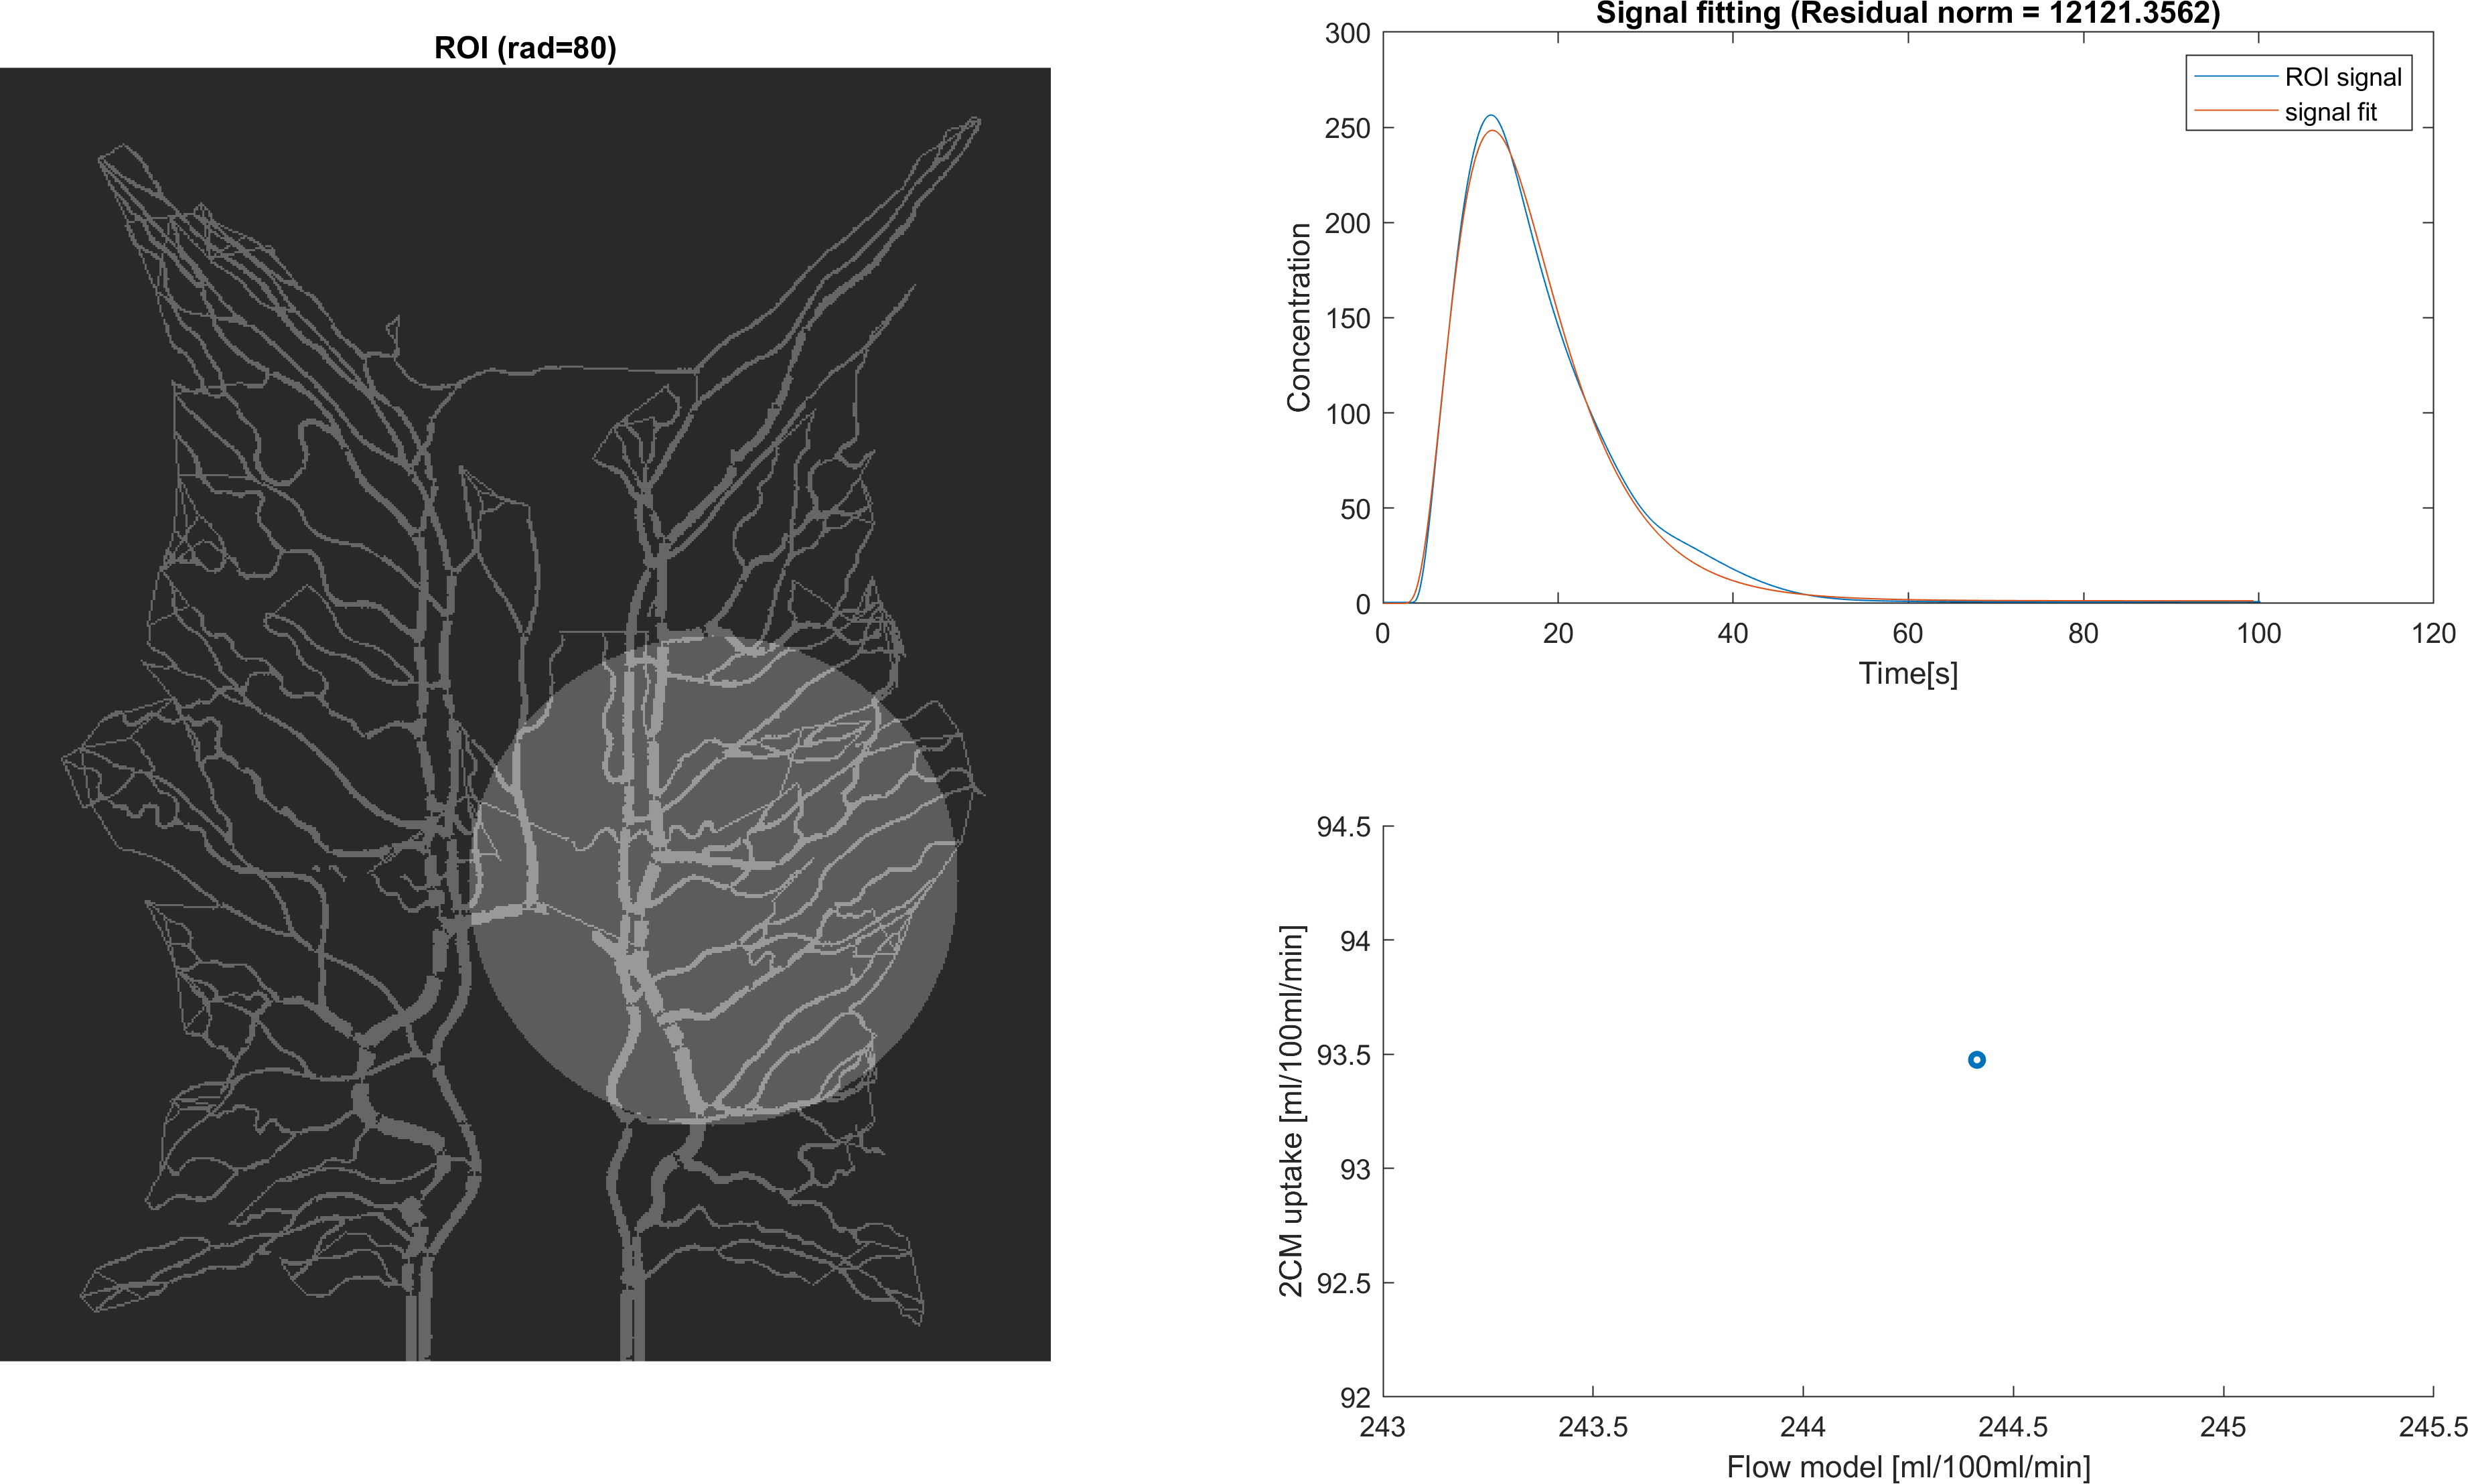 ROI (rad=80)
Signal fitting (Residual norm = 12121.3562)
300
250
200
150
100
50
0
Concentration
0 20 40 60 80 100 120
Time[s]
ROI signal
signal fit
94.5
94
93.5
93
92.5
92
2CM uptake [ml/100ml/min]
243 243.5 244 244.5 245 245.5
Flow model [ml/100ml/min]